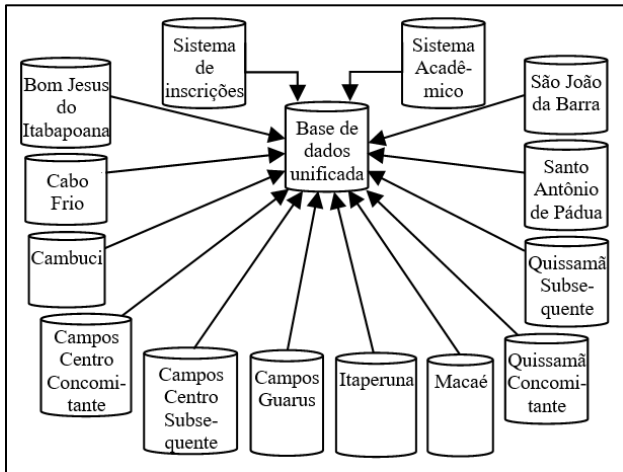 Sistema
de
inscrições
Sistema
Acadê-
mico
Bom Jesus
do
Itabapoana
São João
da Barra
Base de
dados
unificada
Cabo
Frio
Santo
Antônio
de Pádua
Cambuci
Quissamã
Subse-
quente
Campos
Centro
Concomi-
tante
Campos
Centro
Subse-
quente
Campos
Guarus
Itaperuna
Macaé
Quissamã
Concomi-
tante